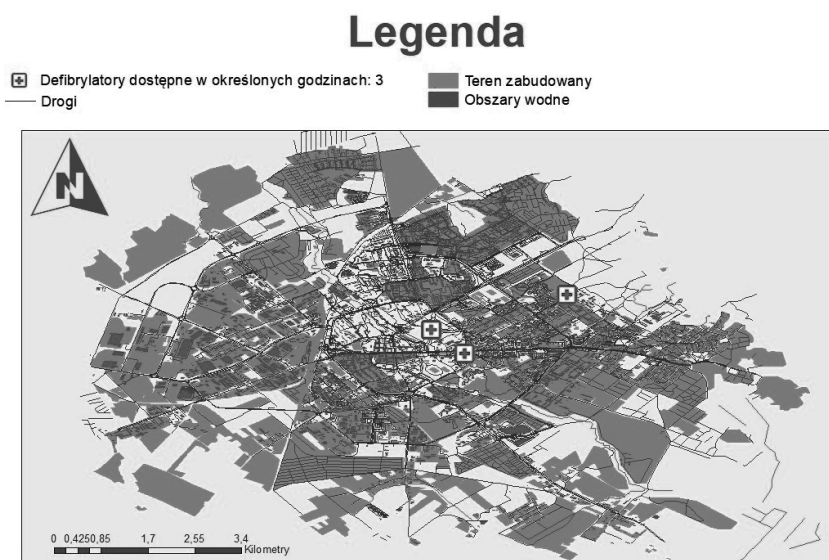 Legenda
Defibrylatory dostępne w określonych godzinach: 3
Drogi
Teren zabudowany
Obszary wodne
N
0 0,4250,85 1,7 2,55 3,4
Kilometry